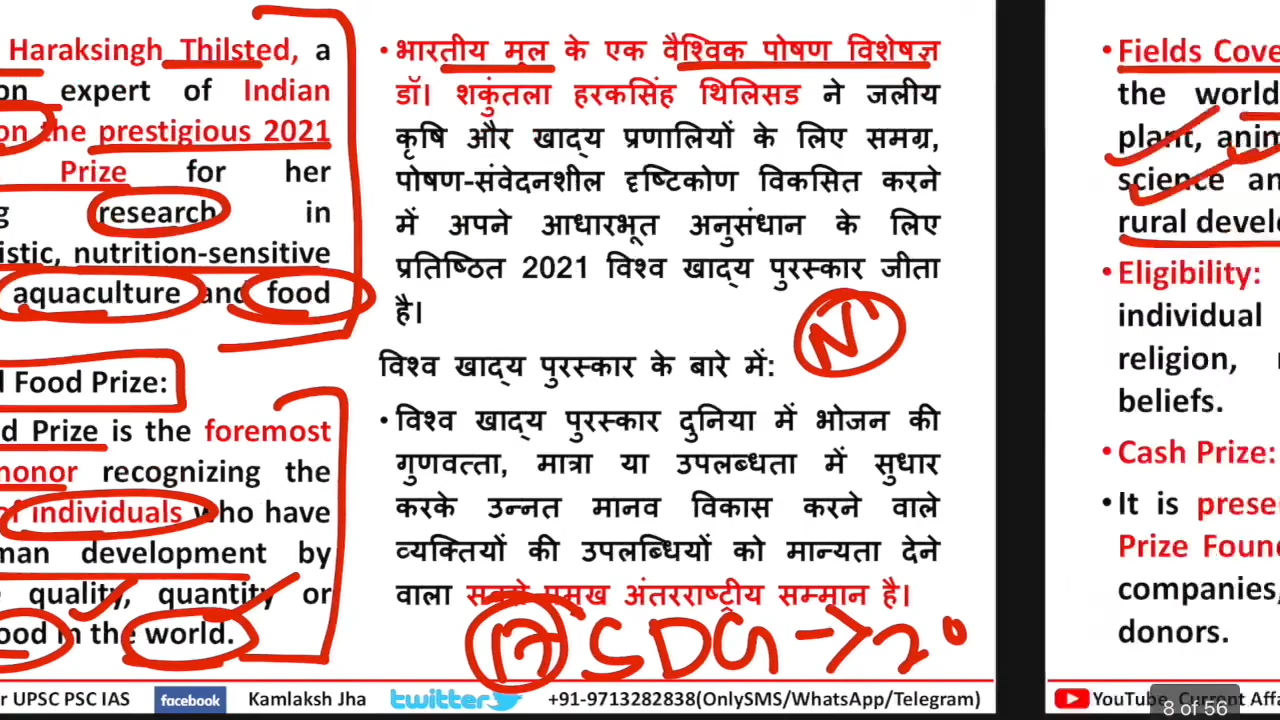 Haraksingh Thilsted, a
on expert of Indian
on the prestigious 2021
Prize for her
g research in
istic, nutrition-sensitive
aquaculture and food
d Food Prize:
d Prize is the foremost
honor recognizing the
of individuals who have
man development by
e quality, quantity or
ood in the world.
• भारतीय मूल के एक वैश्विक पोषण विशेषज्ञ
डॉ। शकुंतला हरकसिंह थिलिसड ने जलीय
कृषि और खाद्य प्रणालियों के लिए समग्र,
पोषण-संवेदनशील दृष्टिकोण विकसित करने
में अपने आधारभूत अनुसंधान के लिए
प्रतिष्ठित 2021 विश्व खाद्य पुरस्कार जीता
है।
विश्व खाद्य पुरस्कार के बारे में:
• विश्व खाद्य पुरस्कार दुनिया में भोजन की
गुणवत्ता, मात्रा या उपलब्धता में सुधार
करके उन्नत मानव विकास करने वाले
व्यक्तियों की उपलब्धियों को मान्यता देने
वाला सबसे प्रमुख अंतरराष्ट्रीय सम्मान है।
17 SDG → 20
• Fields Cove
the world
plant, anim
science an
rural develo
• Eligibility:
individual
religion, n
beliefs.
• Cash Prize:
• It is prese
Prize Foun
companies,
donors.
r UPSC PSC IAS facebook Kamlaksh Jha twitter +91-9713282838(OnlySMS/WhatsApp/Telegram)
YouTube Current Affa
8 of 56